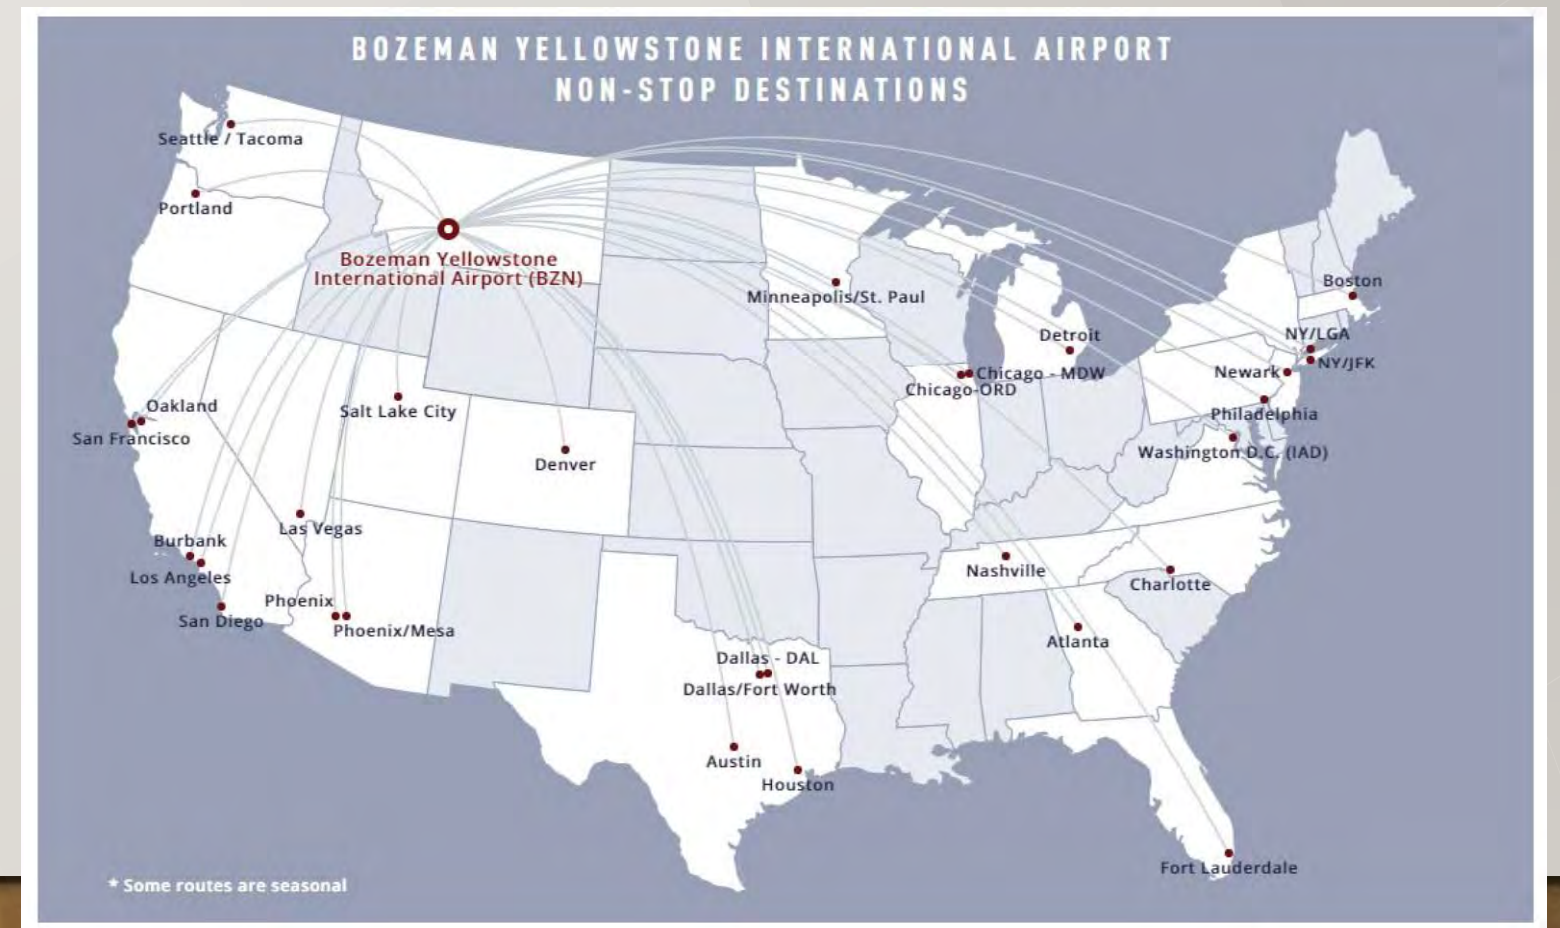 BOZEMAN YELLOWSTONE INTERNATIONAL AIRPORT
NON-STOP DESTINATIONS
Seattle / Tacoma
Portland
Bozeman Yellowstone
International Airport (BZN)
Minneapolis/St. Paul
Boston
Detroit
NY/LGA
NY/JFK
Chicago - MDW
Newark
Chicago-ORD
Oakland
Salt Lake City
Philadelphia
San Francisco
Washington D.C. (IAD)
Denver
Las Vegas
Burbank
Nashville
Los Angeles
Charlotte
Phoenix
San Diego
Phoenix/Mesa
Atlanta
Dallas - DAL
Dallas/Fort Worth
Austin
Houston
Fort Lauderdale
* Some routes are seasonal